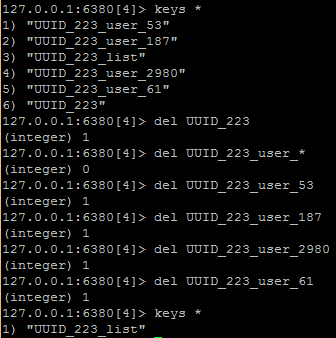 127.0.0.1:6380[4]> keys *
1) "UUID_223_user_53"
2) "UUID_223_user_187"
3) "UUID_223_list"
4) "UUID_223_user_2980"
5) "UUID_223_user_61"
6) "UUID_223"
127.0.0.1:6380[4]> del UUID_223
(integer) 1
127.0.0.1:6380[4]> del UUID_223_user_*
(integer) 0
127.0.0.1:6380[4]> del UUID_223_user_53
(integer) 1
127.0.0.1:6380[4]> del UUID_223_user_187
(integer) 1
127.0.0.1:6380[4]> del UUID_223_user_2980
(integer) 1
127.0.0.1:6380[4]> del UUID_223_user_61
(integer) 1
127.0.0.1:6380[4]> keys *
1) "UUID_223_list"